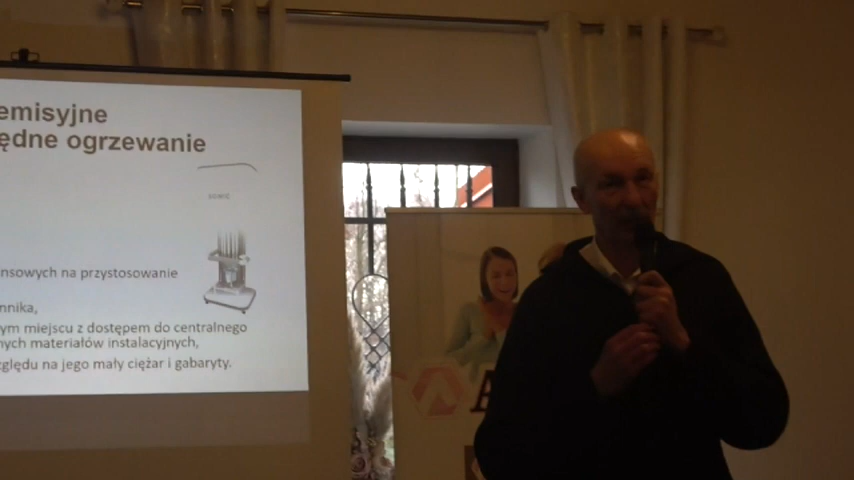 emisyjne
ędne ogrzewanie
SONIC
nsowych na przystosowanie
nnika,
ym miejscu z dostępem do centralnego
nych materiałów instalacyjnych,
zględu na jego mały ciężar i gabaryty.
A